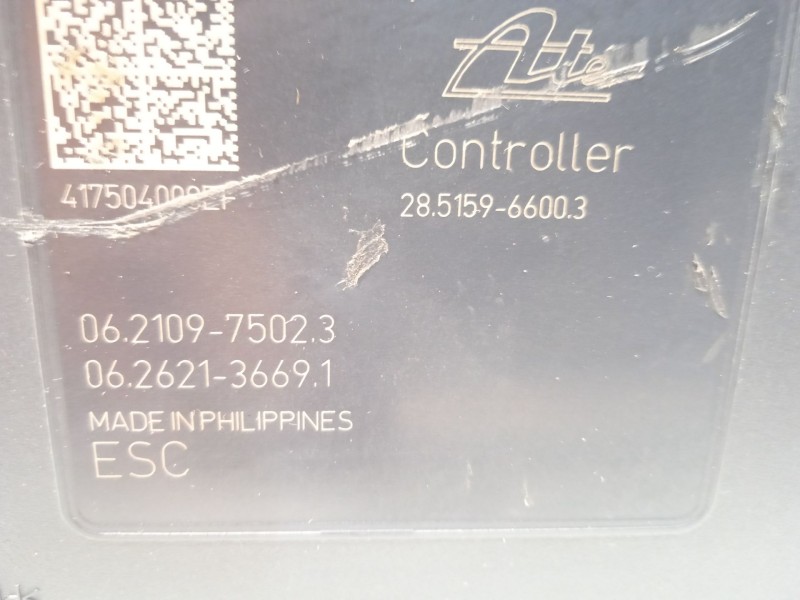 Ate
Controller
28.5159-6600.3
06.2109-7502.3
06.2621-3669.1
MADE IN PHILIPPINES
ESC